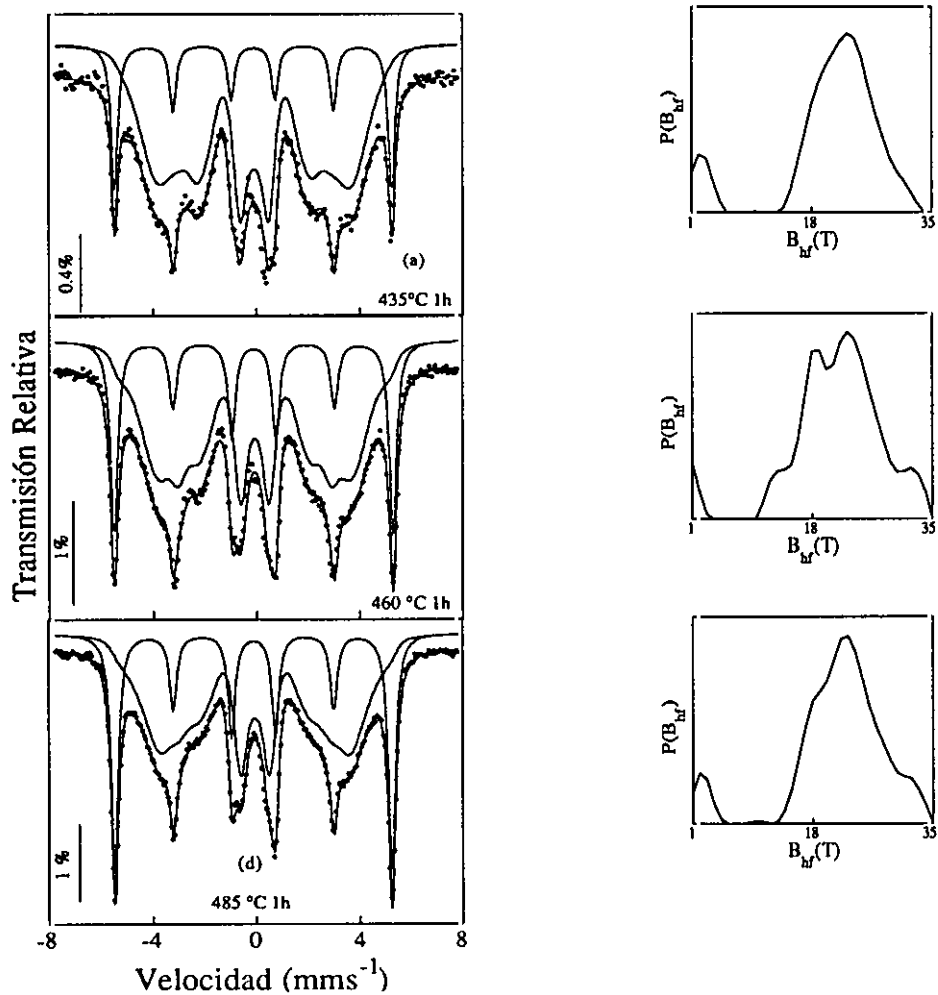 Transmisión Relativa
0.4%
(a)
435°C 1h
1%
460 °C 1h
1 %
(d)
485 °C 1h
-8 -4 0 4 8
Velocidad (mms⁻¹)
P(B_hf)
1 18 35
B_hf(T)
P(B_hf)
1 18 35
B_hf(T)
P(B_hf)
1 18 35
B_hf(T)